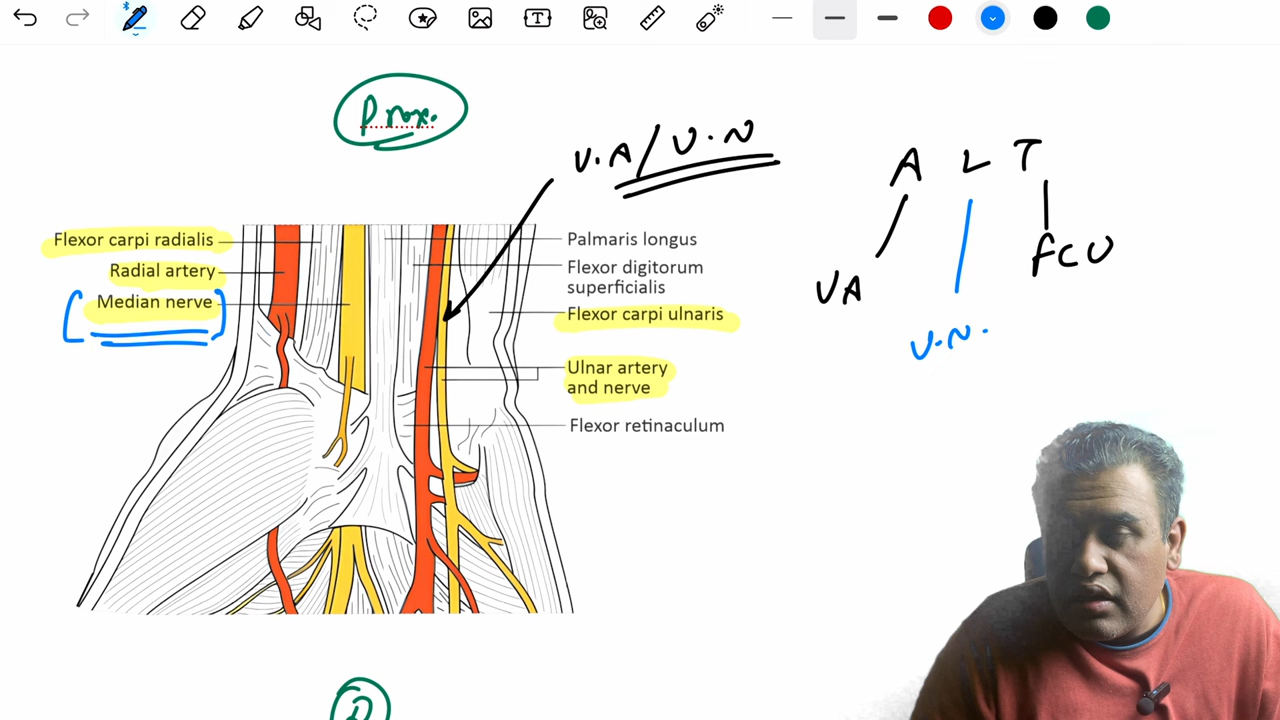 Prox.
U.A/U.N
A L T
UA
U.N.
FCU
Flexor carpi radialis
Radial artery
Median nerve
Palmaris longus
Flexor digitorum
superficialis
Flexor carpi ulnaris
Ulnar artery
and nerve
Flexor retinaculum